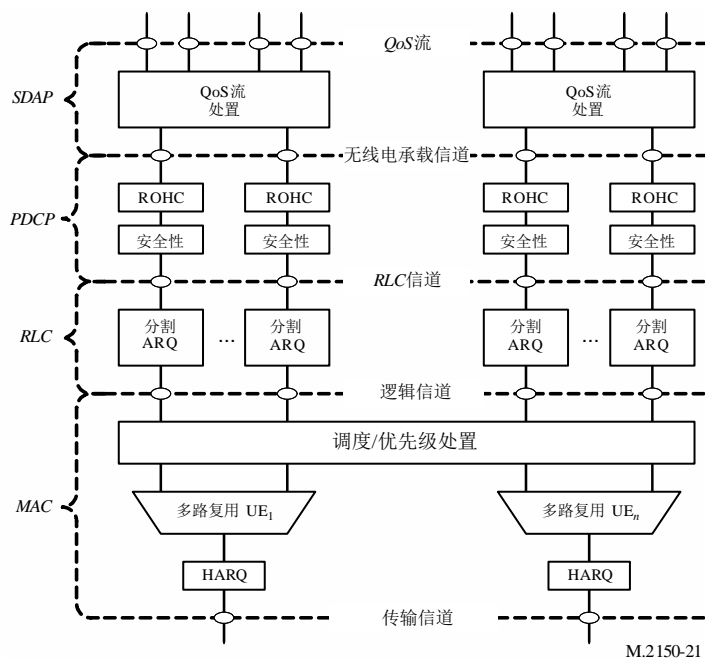 QoS流
SDAP
QoS流
处置
QoS流
处置
无线电承载信道
PDCP
ROHC
ROHC
ROHC
ROHC
安全性
安全性
安全性
安全性
RLC信道
RLC
分割
ARQ
...
分割
ARQ
分割
ARQ
...
分割
ARQ
逻辑信道
MAC
调度/优先级处置
多路复用 UE1
多路复用 UEn
HARQ
HARQ
传输信道
M.2150-21